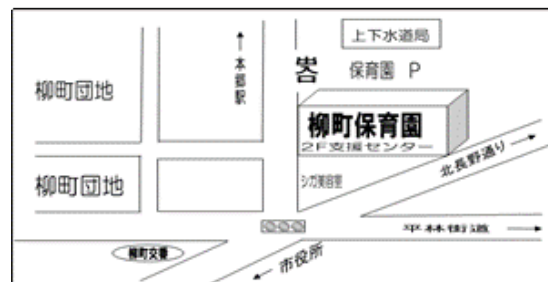 上下水道局
↑本郷駅
保育園 P
柳町団地
柳町保育園
2F支援センター
柳町団地
シガ美容室
北長野通り→
平林街道→
柳町交番
←市役所